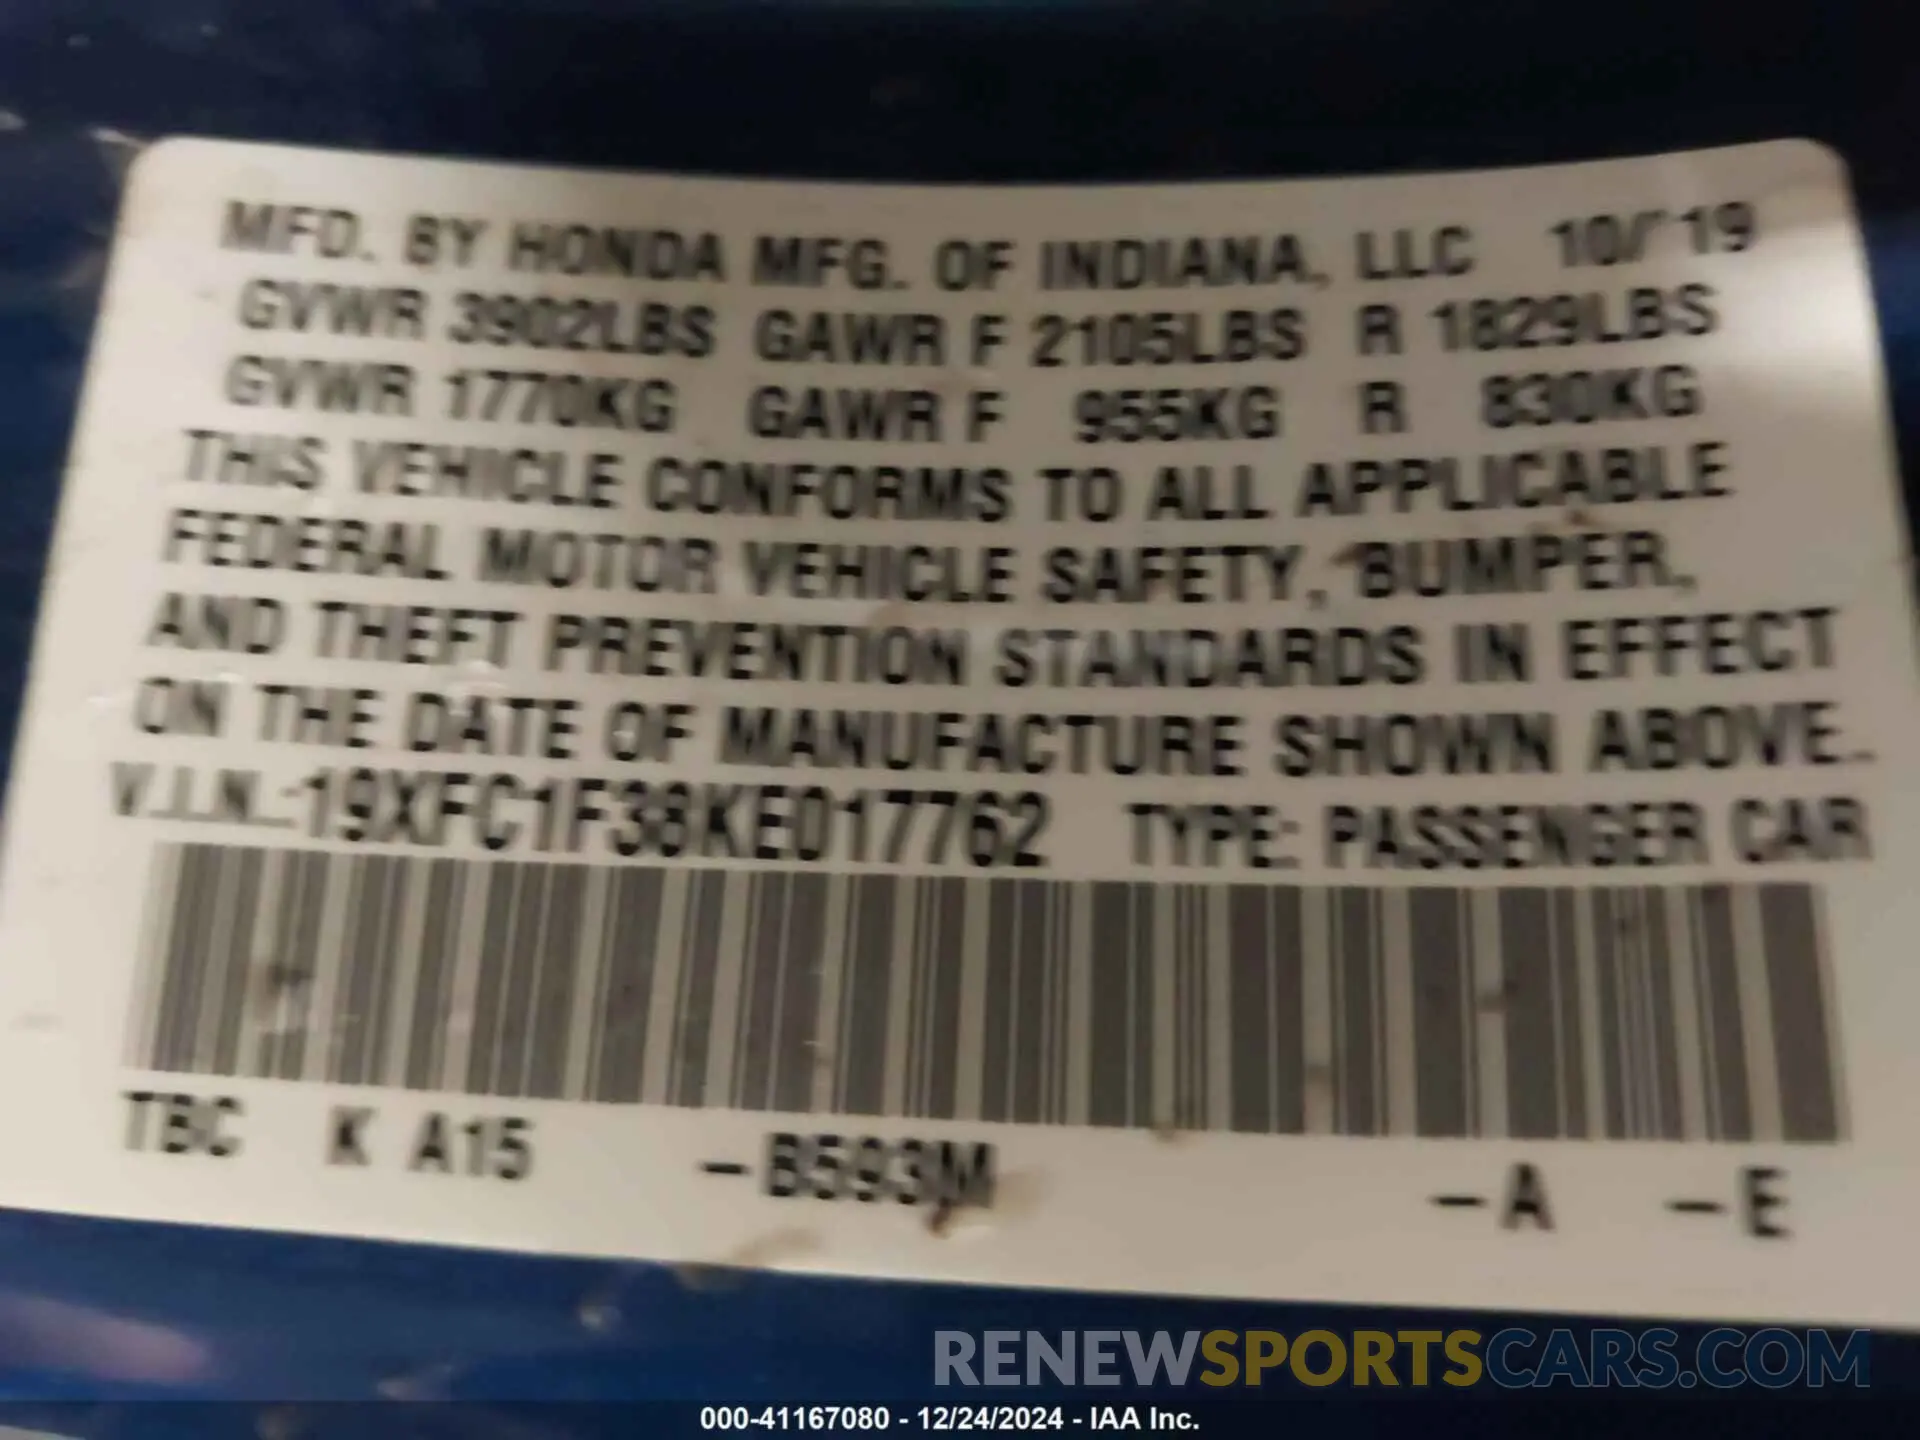 MFD. BY HONDA MFG. OF INDIANA, LLC 10/'19
GVWR 3902LBS GAWR F 2105LBS R 1829LBS
GVWR 1770KG GAWR F 955KG R 830KG
THIS VEHICLE CONFORMS TO ALL APPLICABLE
FEDERAL MOTOR VEHICLE SAFETY, BUMPER,
AND THEFT PREVENTION STANDARDS IN EFFECT
ON THE DATE OF MANUFACTURE SHOWN ABOVE.
V.I.N.:19XFC1F38KE017762 TYPE: PASSENGER CAR
TBC K A15 -B593M -A -E
RENEWSPORTSCARS.COM
000-41167080 - 12/24/2024 - IAA Inc.